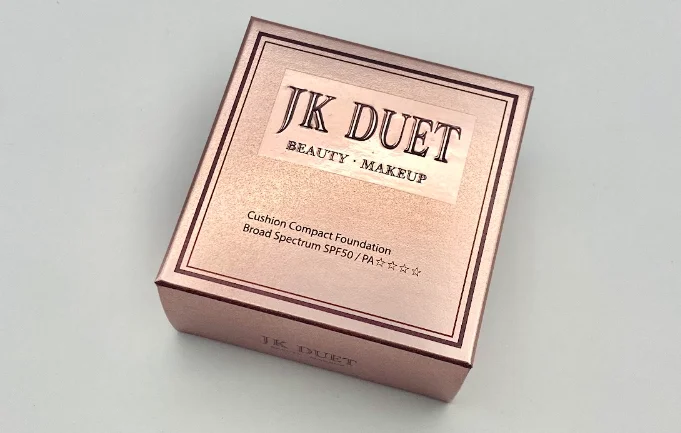 JK DUET
BEAUTY · MAKEUP
Cushion Compact Foundation
Broad Spectrum SPF50 / PA☆☆☆☆
JK DUET